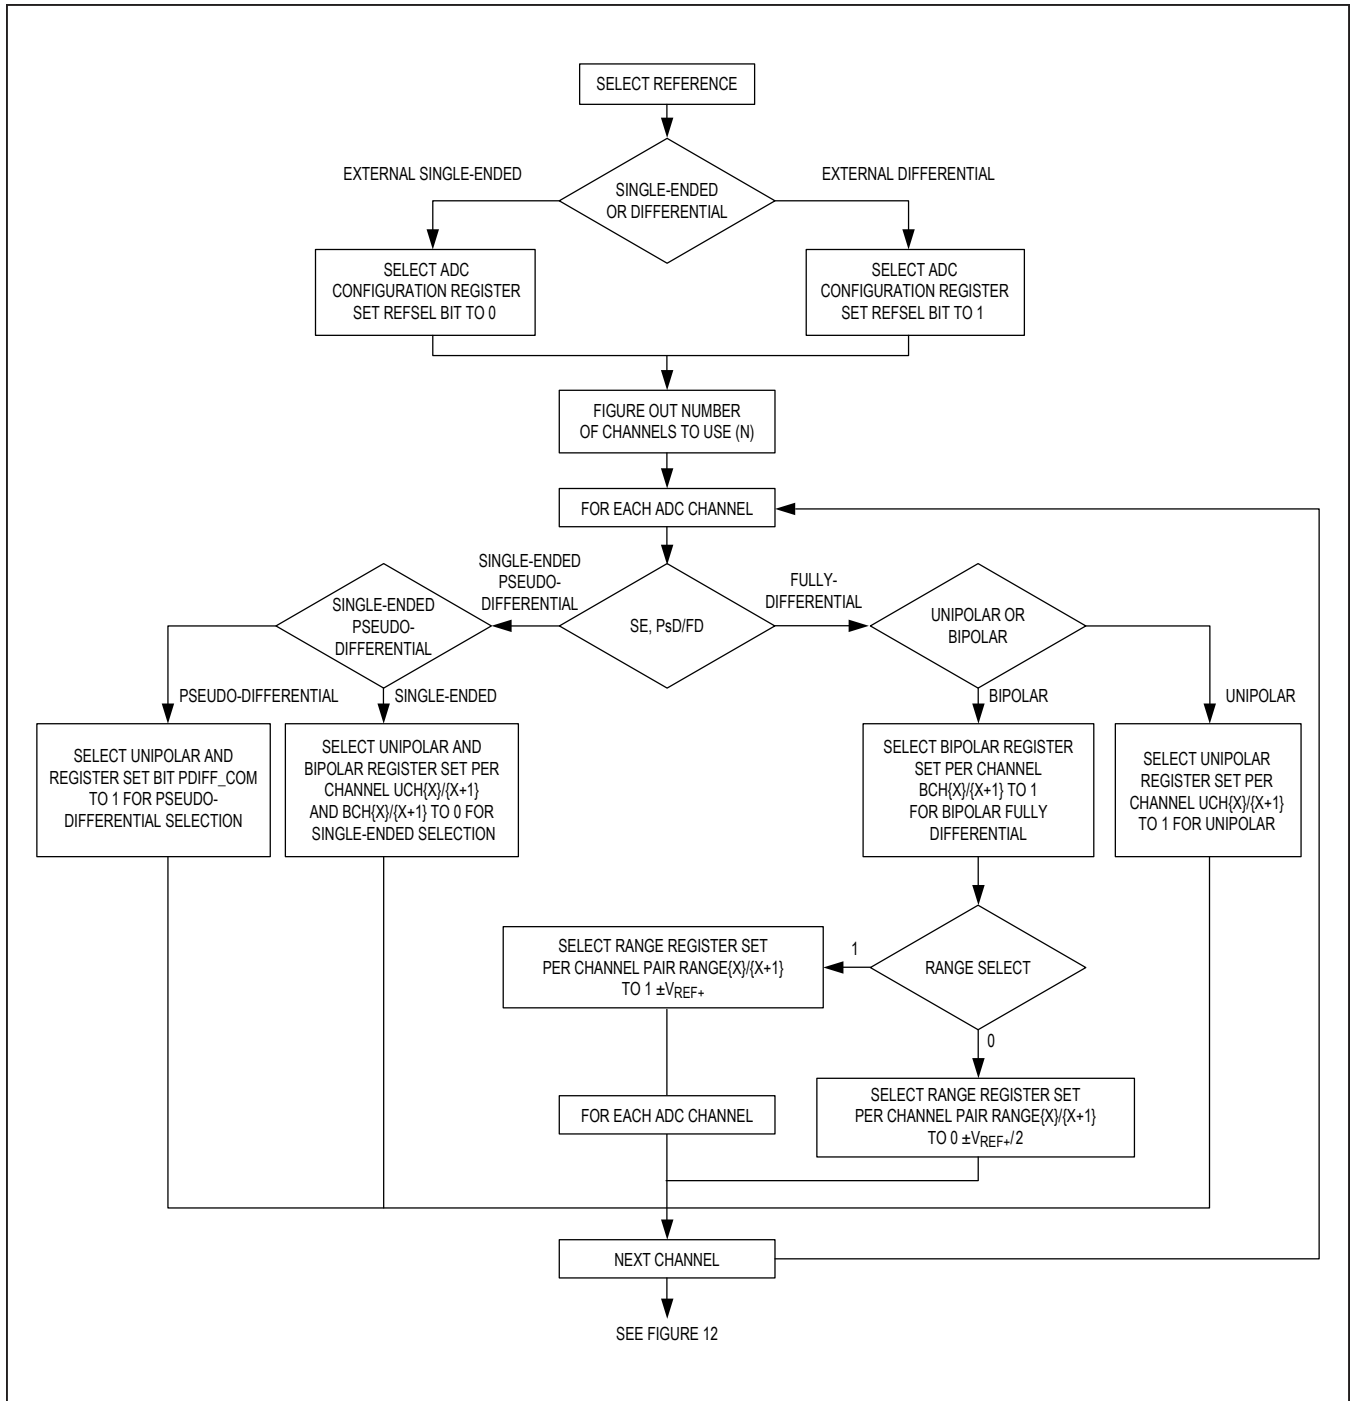 SELECT REFERENCE
EXTERNAL SINGLE-ENDED
EXTERNAL DIFFERENTIAL
SINGLE-ENDED
OR DIFFERENTIAL
SELECT ADC
CONFIGURATION REGISTER
SET REFSEL BIT TO 0
SELECT ADC
CONFIGURATION REGISTER
SET REFSEL BIT TO 1
FIGURE OUT NUMBER
OF CHANNELS TO USE (N)
FOR EACH ADC CHANNEL
SINGLE-ENDED
PSEUDO-
DIFFERENTIAL
FULLY-
DIFFERENTIAL
SINGLE-ENDED
PSEUDO-
DIFFERENTIAL
SE, PsD/FD
UNIPOLAR OR
BIPOLAR
PSEUDO-DIFFERENTIAL
SINGLE-ENDED
BIPOLAR
UNIPOLAR
SELECT UNIPOLAR AND
REGISTER SET BIT PDIFF_COM
TO 1 FOR PSEUDO-
DIFFERENTIAL SELECTION
SELECT UNIPOLAR AND
BIPOLAR REGISTER SET PER
CHANNEL UCH{X}/{X+1}
AND BCH{X}/{X+1} TO 0 FOR
SINGLE-ENDED SELECTION
SELECT BIPOLAR REGISTER
SET PER CHANNEL
BCH{X}/{X+1} TO 1
FOR BIPOLAR FULLY
DIFFERENTIAL
SELECT UNIPOLAR
REGISTER SET PER
CHANNEL UCH{X}/{X+1}
TO 1 FOR UNIPOLAR
SELECT RANGE REGISTER SET
PER CHANNEL PAIR RANGE{X}/{X+1}
TO 1 ±VREF+
1
RANGE SELECT
0
FOR EACH ADC CHANNEL
SELECT RANGE REGISTER SET
PER CHANNEL PAIR RANGE{X}/{X+1}
TO 0 ±VREF+/2
NEXT CHANNEL
SEE FIGURE 12